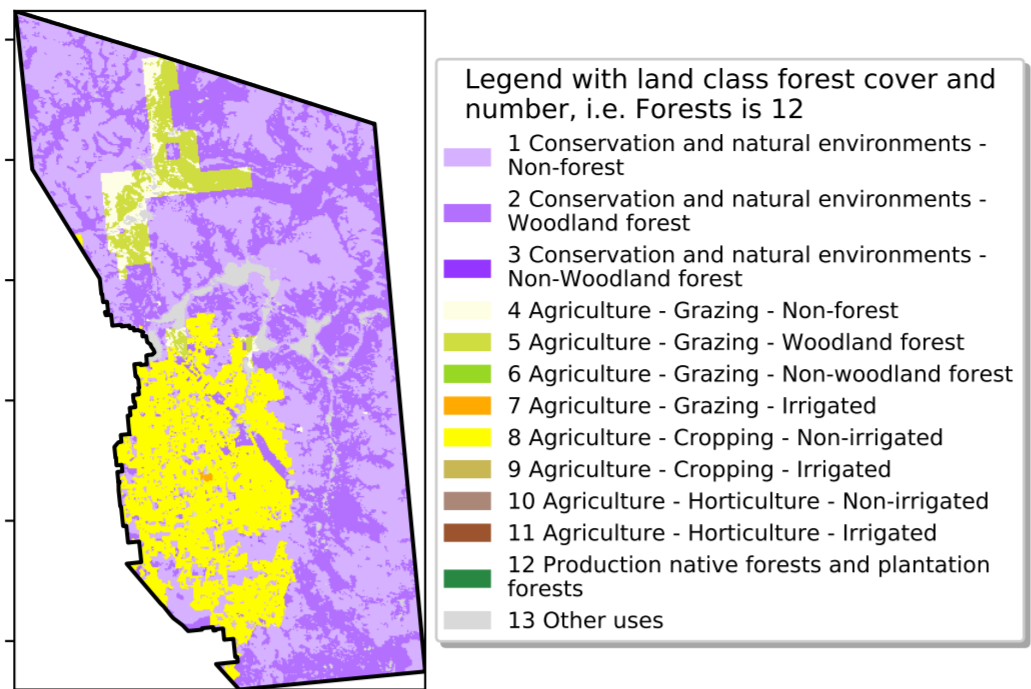 Legend with land class forest cover and
number, i.e. Forests is 12
1 Conservation and natural environments -
Non-forest
2 Conservation and natural environments -
Woodland forest
3 Conservation and natural environments -
Non-Woodland forest
4 Agriculture - Grazing - Non-forest
5 Agriculture - Grazing - Woodland forest
6 Agriculture - Grazing - Non-woodland forest
7 Agriculture - Grazing - Irrigated
8 Agriculture - Cropping - Non-irrigated
9 Agriculture - Cropping - Irrigated
10 Agriculture - Horticulture - Non-irrigated
11 Agriculture - Horticulture - Irrigated
12 Production native forests and plantation
forests
13 Other uses